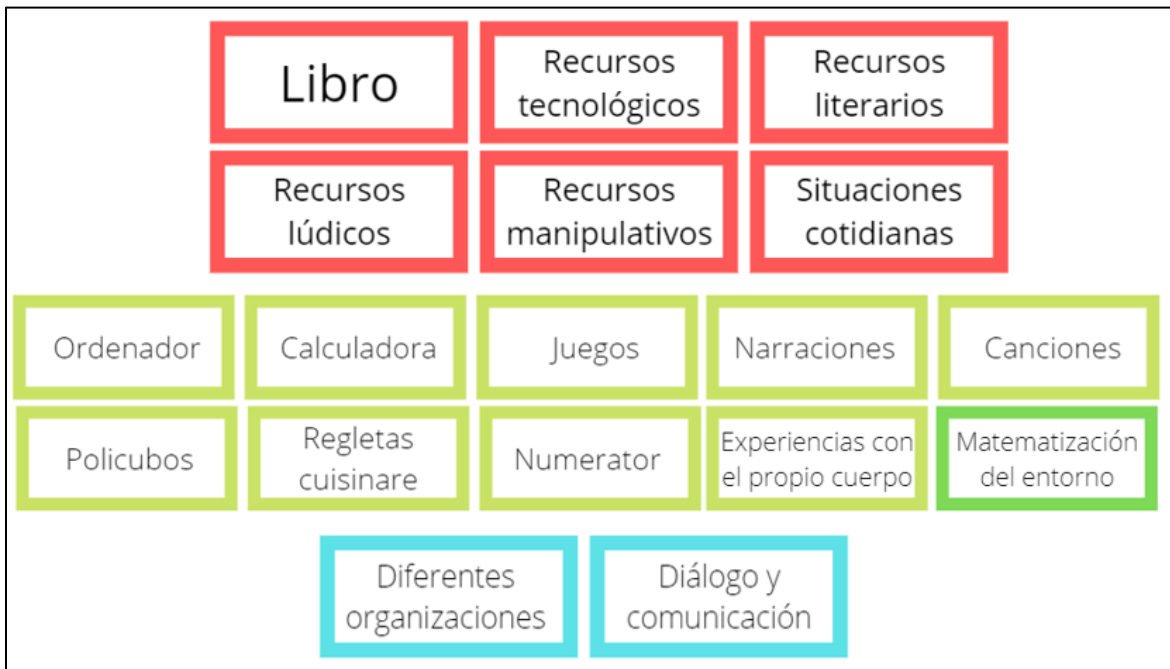 Libro
Recursos
tecnológicos
Recursos
literarios
Recursos
lúdicos
Recursos
manipulativos
Situaciones
cotidianas
Ordenador
Calculadora
Juegos
Narraciones
Canciones
Policubos
Regletas
cuisinare
Numerator
Experiencias con
el propio cuerpo
Matematización
del entorno
Diferentes
organizaciones
Diálogo y
comunicación